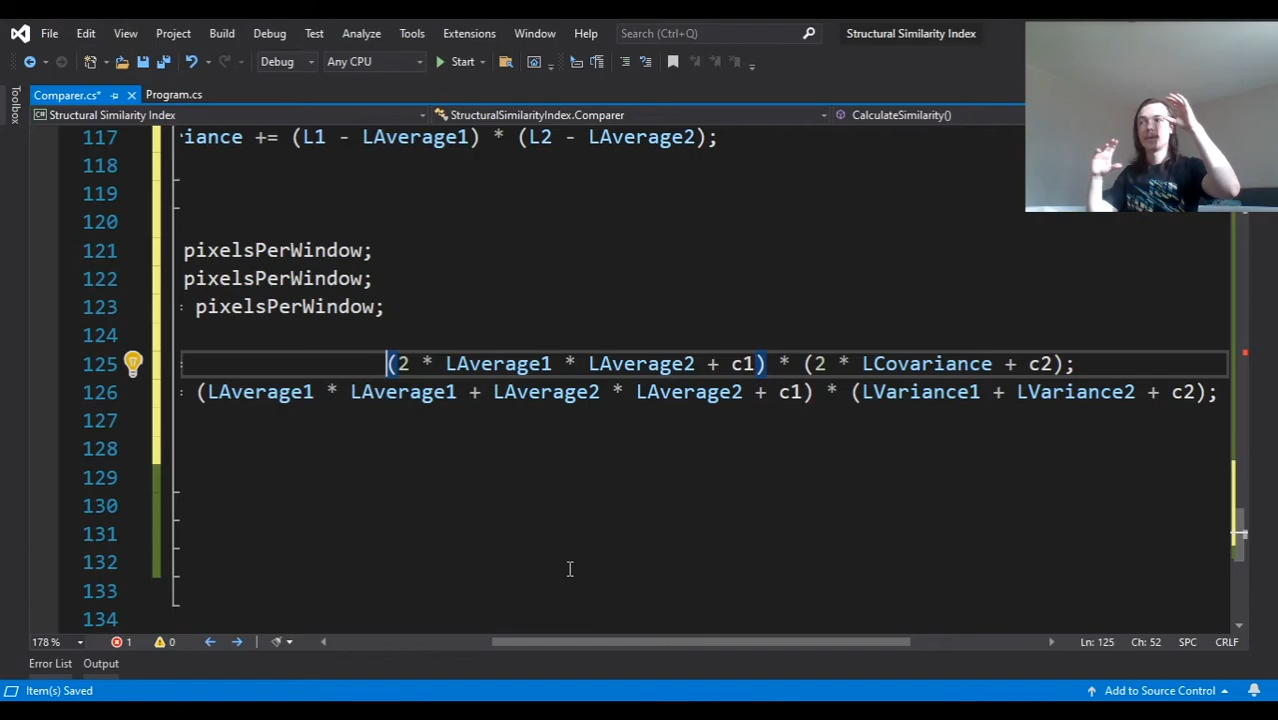 File Edit View Project Build Debug Test Analyze Tools Extensions Window Help Search (Ctrl+Q) Structural Similarity Index
Debug Any CPU Start
Comparer.cs* Program.cs
Structural Similarity Index StructuralSimilarityIndex.Comparer CalculateSimilarity()
Toolbox
117 iance += (L1 - LAverage1) * (L2 - LAverage2);
118
119
120
121 pixelsPerWindow;
122 pixelsPerWindow;
123 pixelsPerWindow;
124
125 (2 * LAverage1 * LAverage2 + c1) * (2 * LCovariance + c2);
126 (LAverage1 * LAverage1 + LAverage2 * LAverage2 + c1) * (LVariance1 + LVariance2 + c2);
127
128
129
130
131
132
133
134
178 % 1 0 Ln: 125 Ch: 52 SPC CRLF
Error List Output
Item(s) Saved Add to Source Control